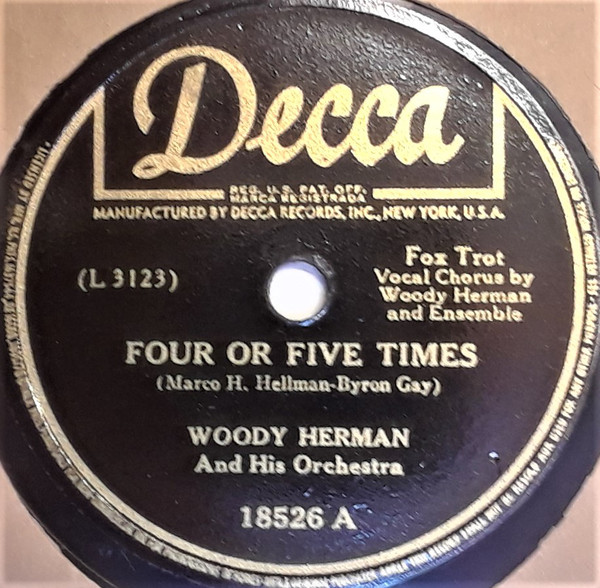 Decca
REG. U.S. PAT. OFF.
MARCA REGISTRADA
MANUFACTURED BY DECCA RECORDS, INC., NEW YORK, U.S.A.
(L 3123)
Fox Trot
Vocal Chorus by
Woody Herman
and Ensemble
FOUR OR FIVE TIMES
(Marco H. Hellman-Byron Gay)
WOODY HERMAN
And His Orchestra
18526 A